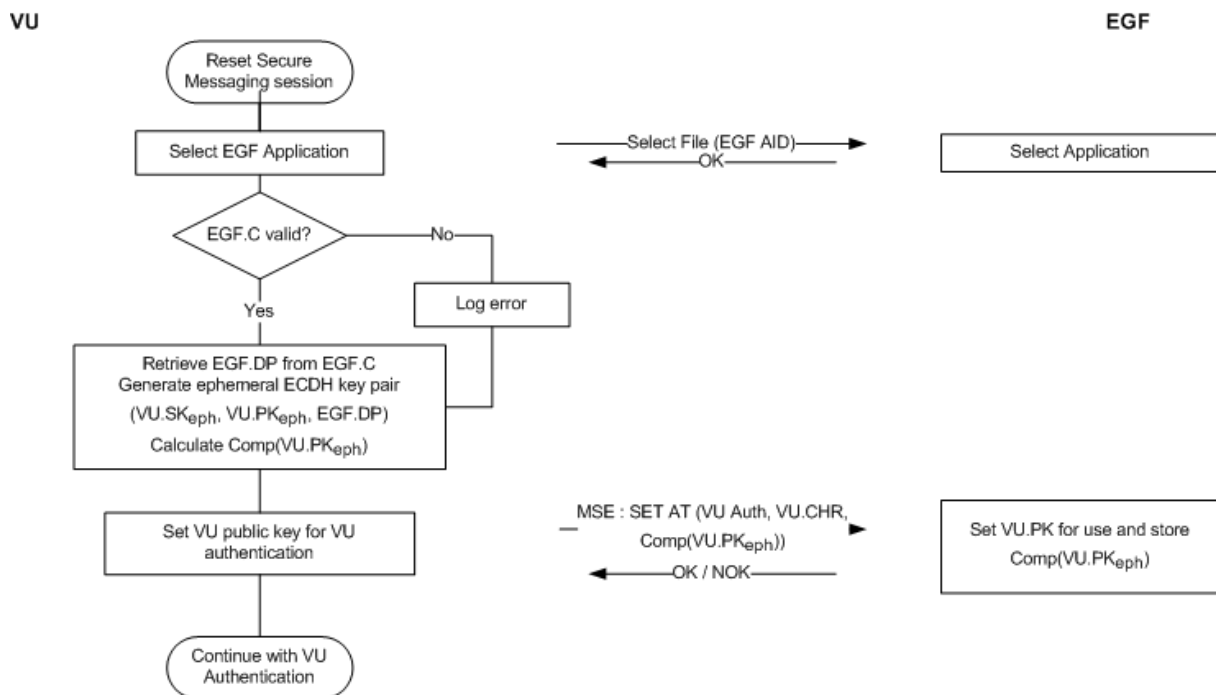 VU
EGF
Reset Secure
Messaging session
Select EGF Application
Select File (EGF AID)
OK
Select Application
EGF.C valid?
No
Log error
Yes
Retrieve EGF.DP from EGF.C
Generate ephemeral ECDH key pair
(VU.SKeph, VU.PKeph, EGF.DP)
Calculate Comp(VU.PKeph)
Set VU public key for VU
authentication
MSE : SET AT (VU Auth, VU.CHR,
Comp(VU.PKeph))
OK / NOK
Set VU.PK for use and store
Comp(VU.PKeph)
Continue with VU
Authentication